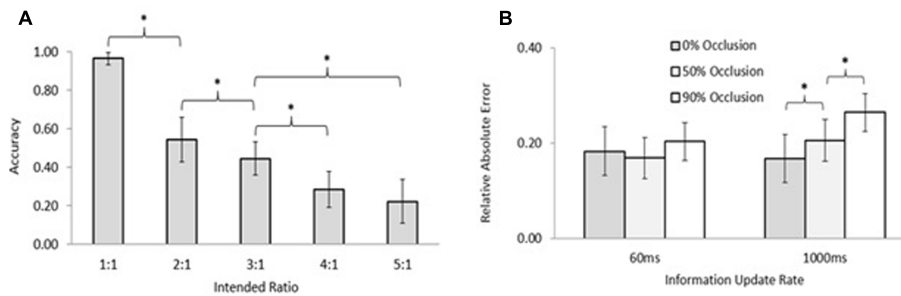 A
Accuracy
1.00
0.80
0.60
0.40
0.20
0.00
*
*
*
*
1:1 2:1 3:1 4:1 5:1
Intended Ratio
B
Relative Absolute Error
0.40
0.20
0.00
0% Occlusion
50% Occlusion
90% Occlusion
*
*
60ms 1000ms
Information Update Rate